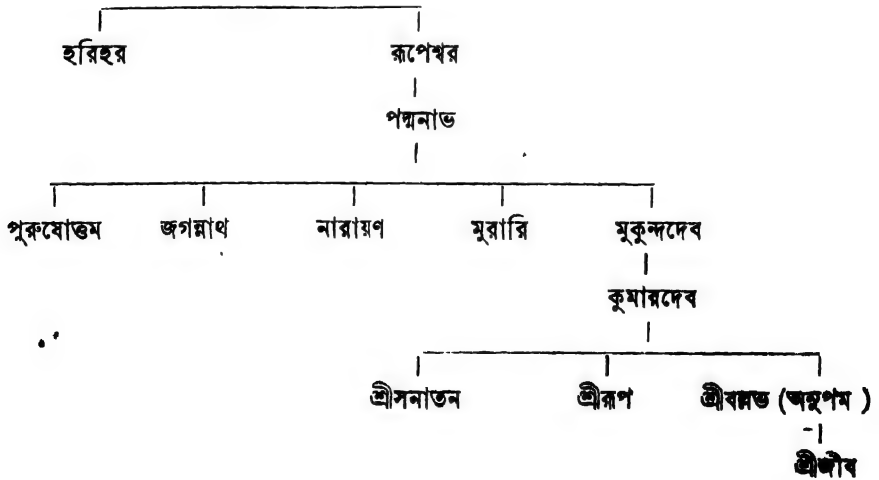 হরিহর রূপেশ্বর
পদ্মনাভ
পুরুষোত্তম জগন্নাথ নারায়ণ মুরারি মুকুন্দদেব
কুমারদেব
শ্রীসনাতন শ্রীরূপ শ্রীবল্লভ (অনুপম )
শ্রীজীব